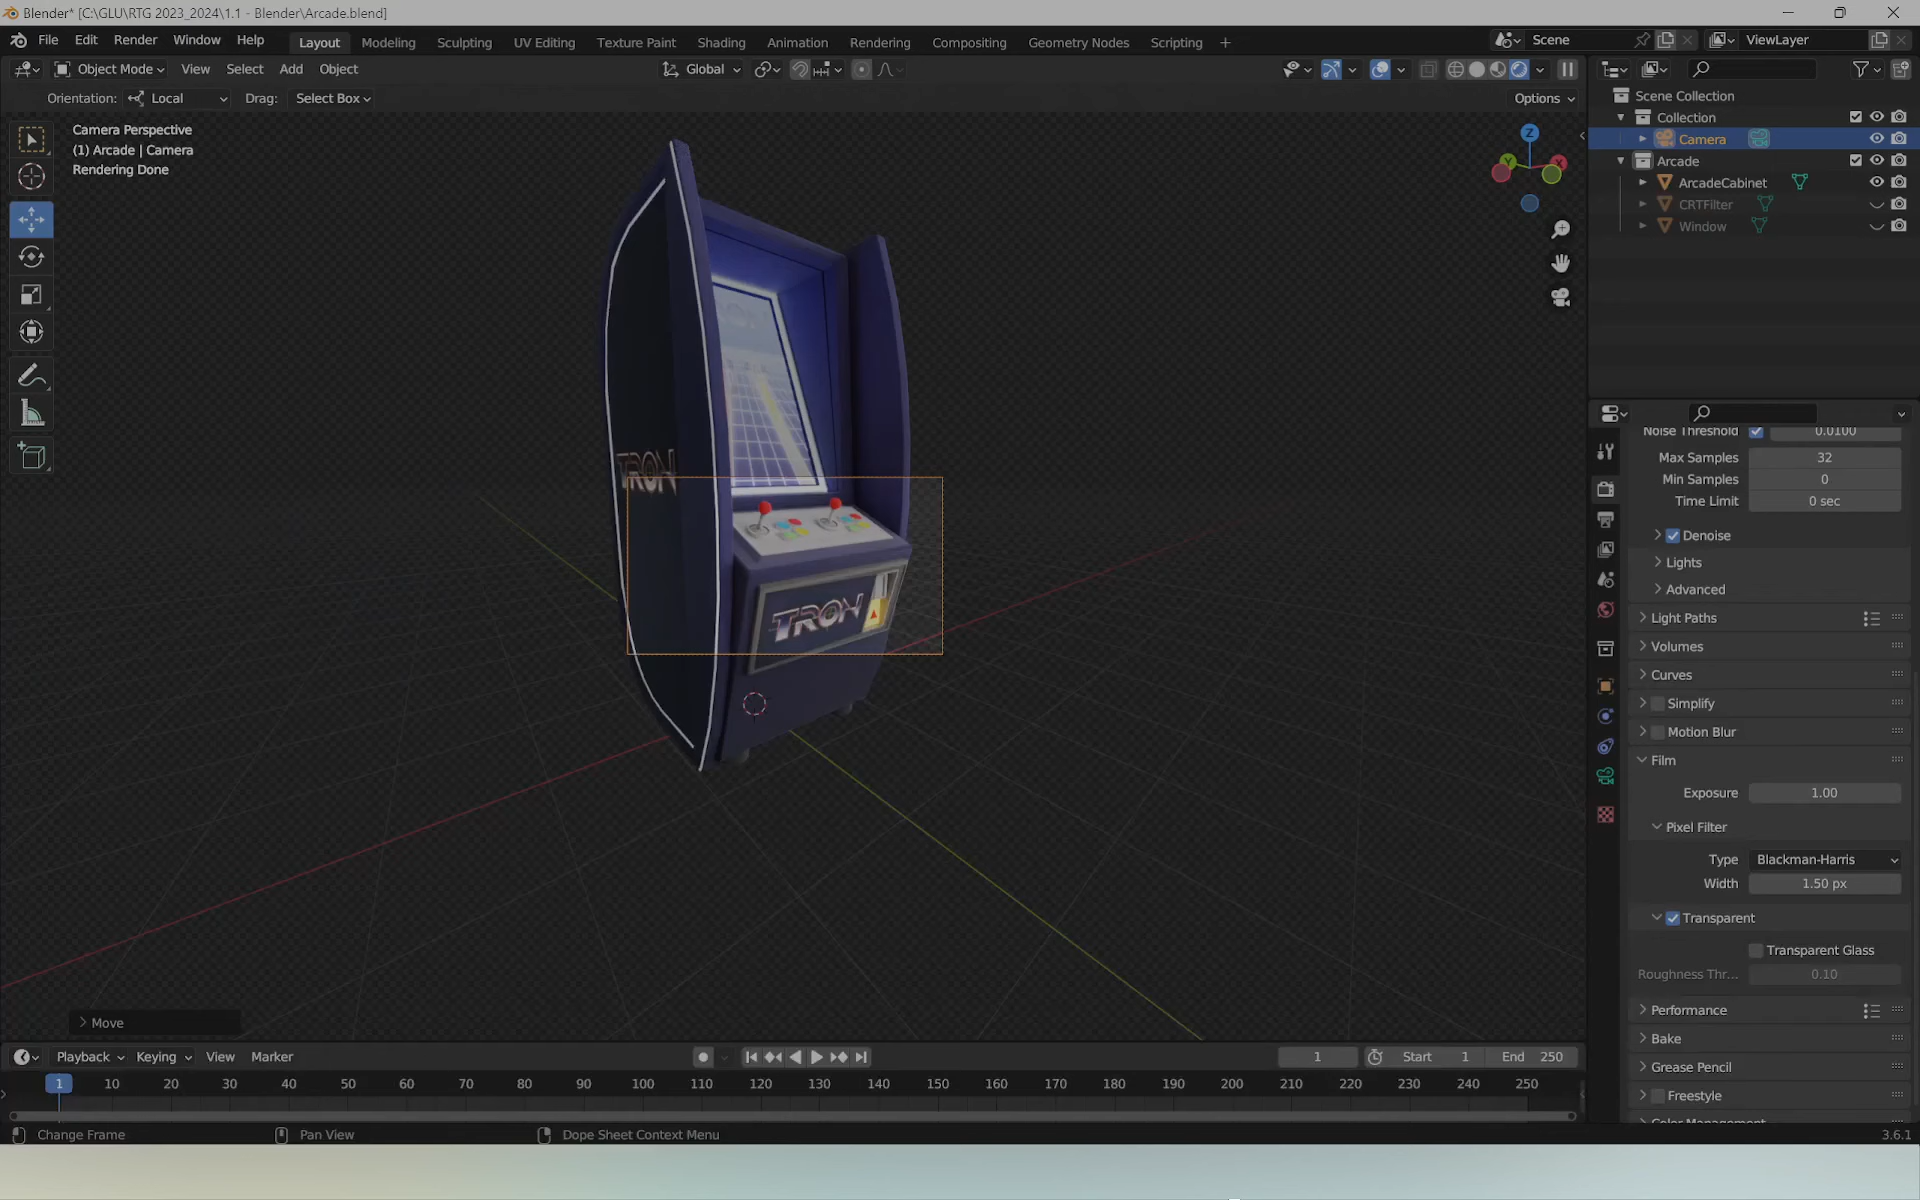 Blender* [C:\GLU\RTG 2023_2024\1.1 - Blender\Arcade.blend]
File Edit Render Window Help
Layout Modeling Sculpting UV Editing Texture Paint Shading Animation Rendering Compositing Geometry Nodes Scripting +
Scene
ViewLayer
Object Mode View Select Add Object
Global
Orientation: Local Drag: Select Box
Options
Camera Perspective
(1) Arcade | Camera
Rendering Done
Z
Y
X
TRON
TRON
Move
Scene Collection
Collection
Camera
Arcade
ArcadeCabinet
CRTFilter
Window
Noise Threshold 0.0100
Max Samples 32
Min Samples 0
Time Limit 0 sec
Denoise
Lights
Advanced
Light Paths
Volumes
Curves
Simplify
Motion Blur
Film
Exposure 1.00
Pixel Filter
Type Blackman-Harris
Width 1.50 px
Transparent
Transparent Glass
Roughness Thr... 0.10
Performance
Bake
Grease Pencil
Freestyle
Color Management
Playback Keying View Marker
1 Start 1 End 250
1 10 20 30 40 50 60 70 80 90 100 110 120 130 140 150 160 170 180 190 200 210 220 230 240 250
Change Frame Pan View Dope Sheet Context Menu
3.6.1